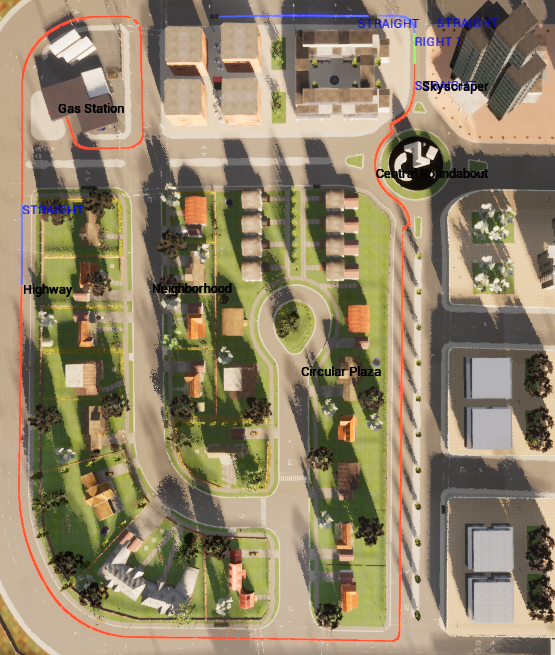 STRAIGHT
STRAIGHT
RIGHT
Skyscraper
Gas Station
Central Roundabout
STRAIGHT
Highway
Neighborhood
Circular Plaza